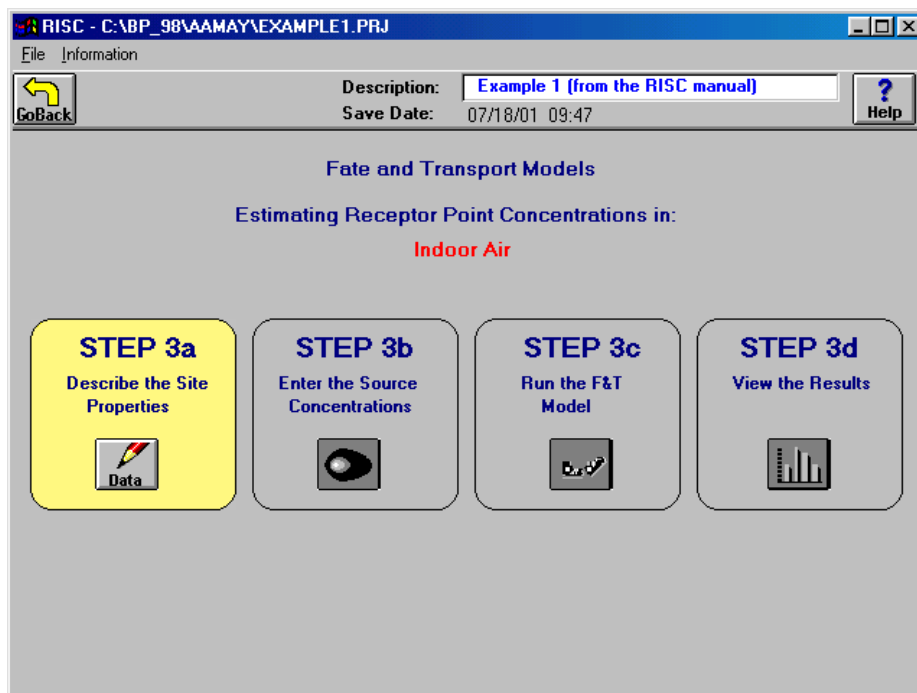 RISC - C:\BP_98\AAMAY\EXAMPLE1.PRJ
File Information
GoBack
Description: Example 1 (from the RISC manual)
Save Date: 07/18/01 09:47
? Help
Fate and Transport Models
Estimating Receptor Point Concentrations in:
Indoor Air
STEP 3a
Describe the Site
Properties
Data
STEP 3b
Enter the Source
Concentrations
STEP 3c
Run the F&T
Model
STEP 3d
View the Results